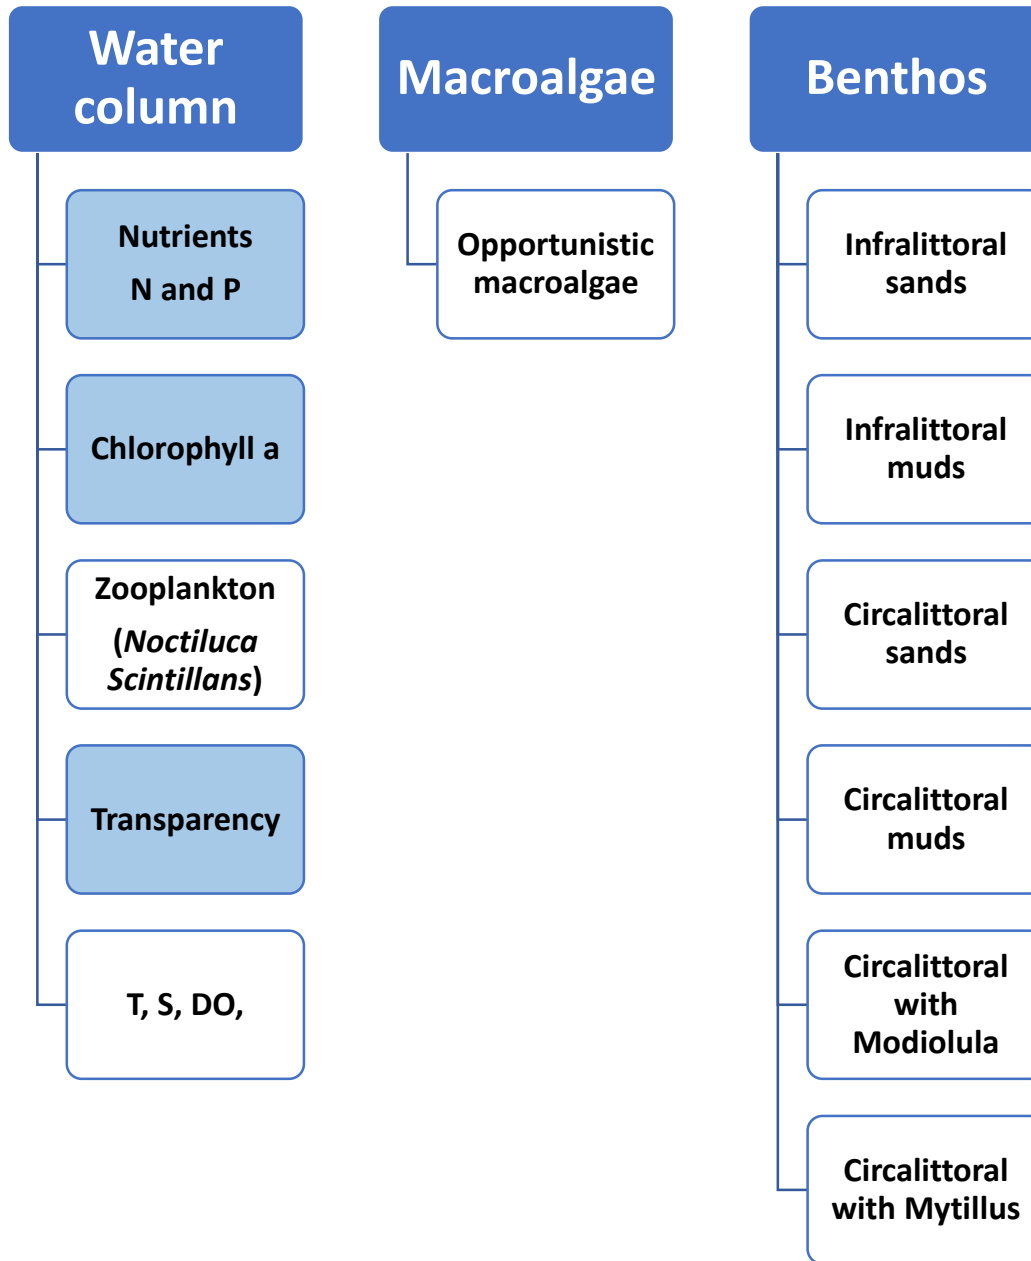 Water
column
Nutrients
N and P
Chlorophyll a
Zooplankton
(Noctiluca
Scintillans)
Transparency
T, S, DO,
Macroalgae
Opportunistic
macroalgae
Benthos
Infralittoral
sands
Infralittoral
muds
Circalittoral
sands
Circalittoral
muds
Circalittoral
with
Modiolula
Circalittoral
with Mytillus